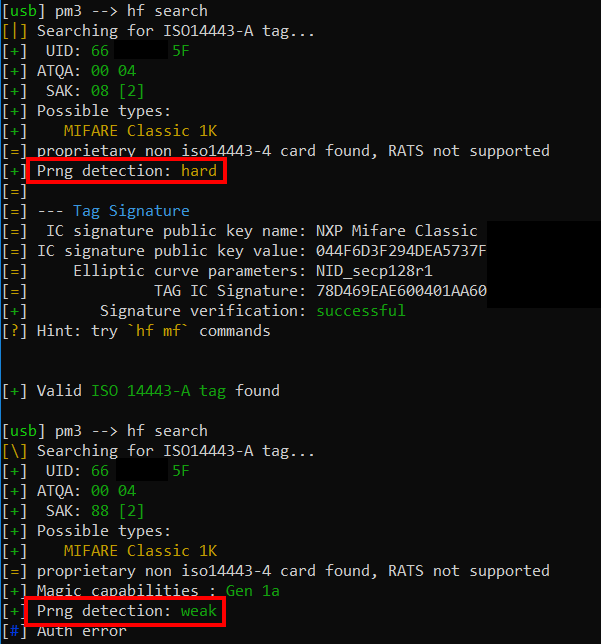 [usb] pm3 --> hf search
[|] Searching for ISO14443-A tag...
[+]  UID: 66 5F
[+] ATQA: 00 04
[+]  SAK: 08 [2]
[+] Possible types:
[+]    MIFARE Classic 1K
[=] proprietary non iso14443-4 card found, RATS not supported
[+] Prng detection: hard
[=]
[=] --- Tag Signature
[=]  IC signature public key name: NXP Mifare Classic
[=] IC signature public key value: 044F6D3F294DEA5737F
[=]     Elliptic curve parameters: NID_secp128r1
[=]              TAG IC Signature: 78D469EAE600401AA60
[+]        Signature verification: successful
[?] Hint: try `hf mf` commands
[+] Valid ISO 14443-A tag found
[usb] pm3 --> hf search
[\] Searching for ISO14443-A tag...
[+]  UID: 66 5F
[+] ATQA: 00 04
[+]  SAK: 88 [2]
[+] Possible types:
[+]    MIFARE Classic 1K
[=] proprietary non iso14443-4 card found, RATS not supported
[+] Magic capabilities : Gen 1a
[+] Prng detection: weak
[#] Auth error